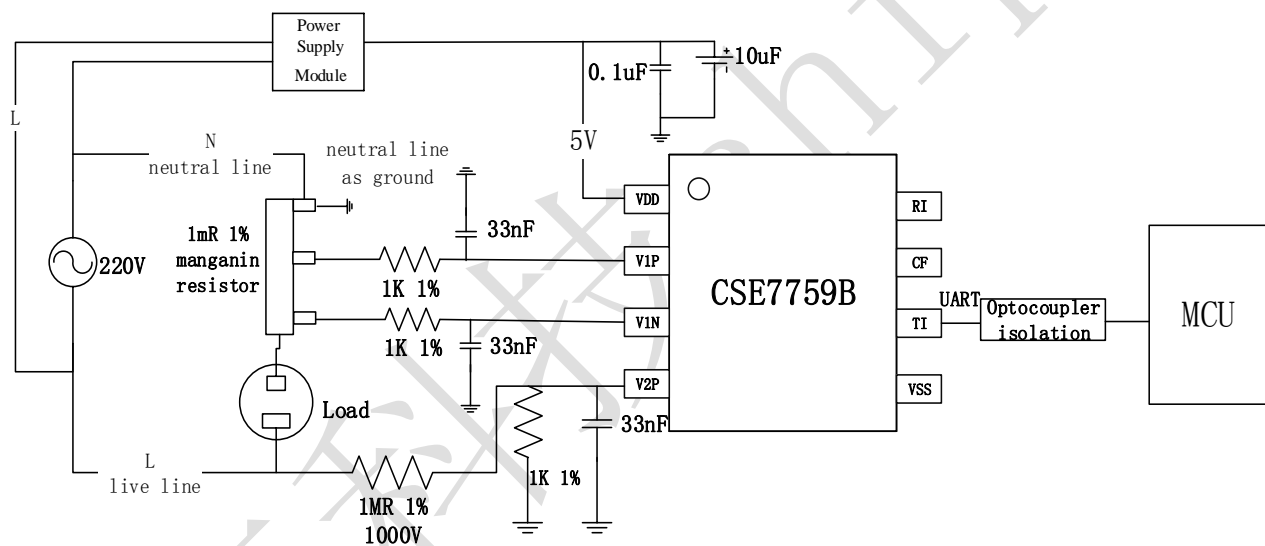 Power
Supply
Module
L
N
neutral line
neutral line
as ground
5V
0.1uF
10uF
+
-
220V
1mR 1%
manganin
resistor
1K 1%
33nF
1K 1%
33nF
Load
L
live line
1MR 1%
1000V
1K 1%
33nF
VDD
V1P
V1N
V2P
CSE7759B
RI
CF
TI
VSS
UART
Optocoupler
isolation
MCU